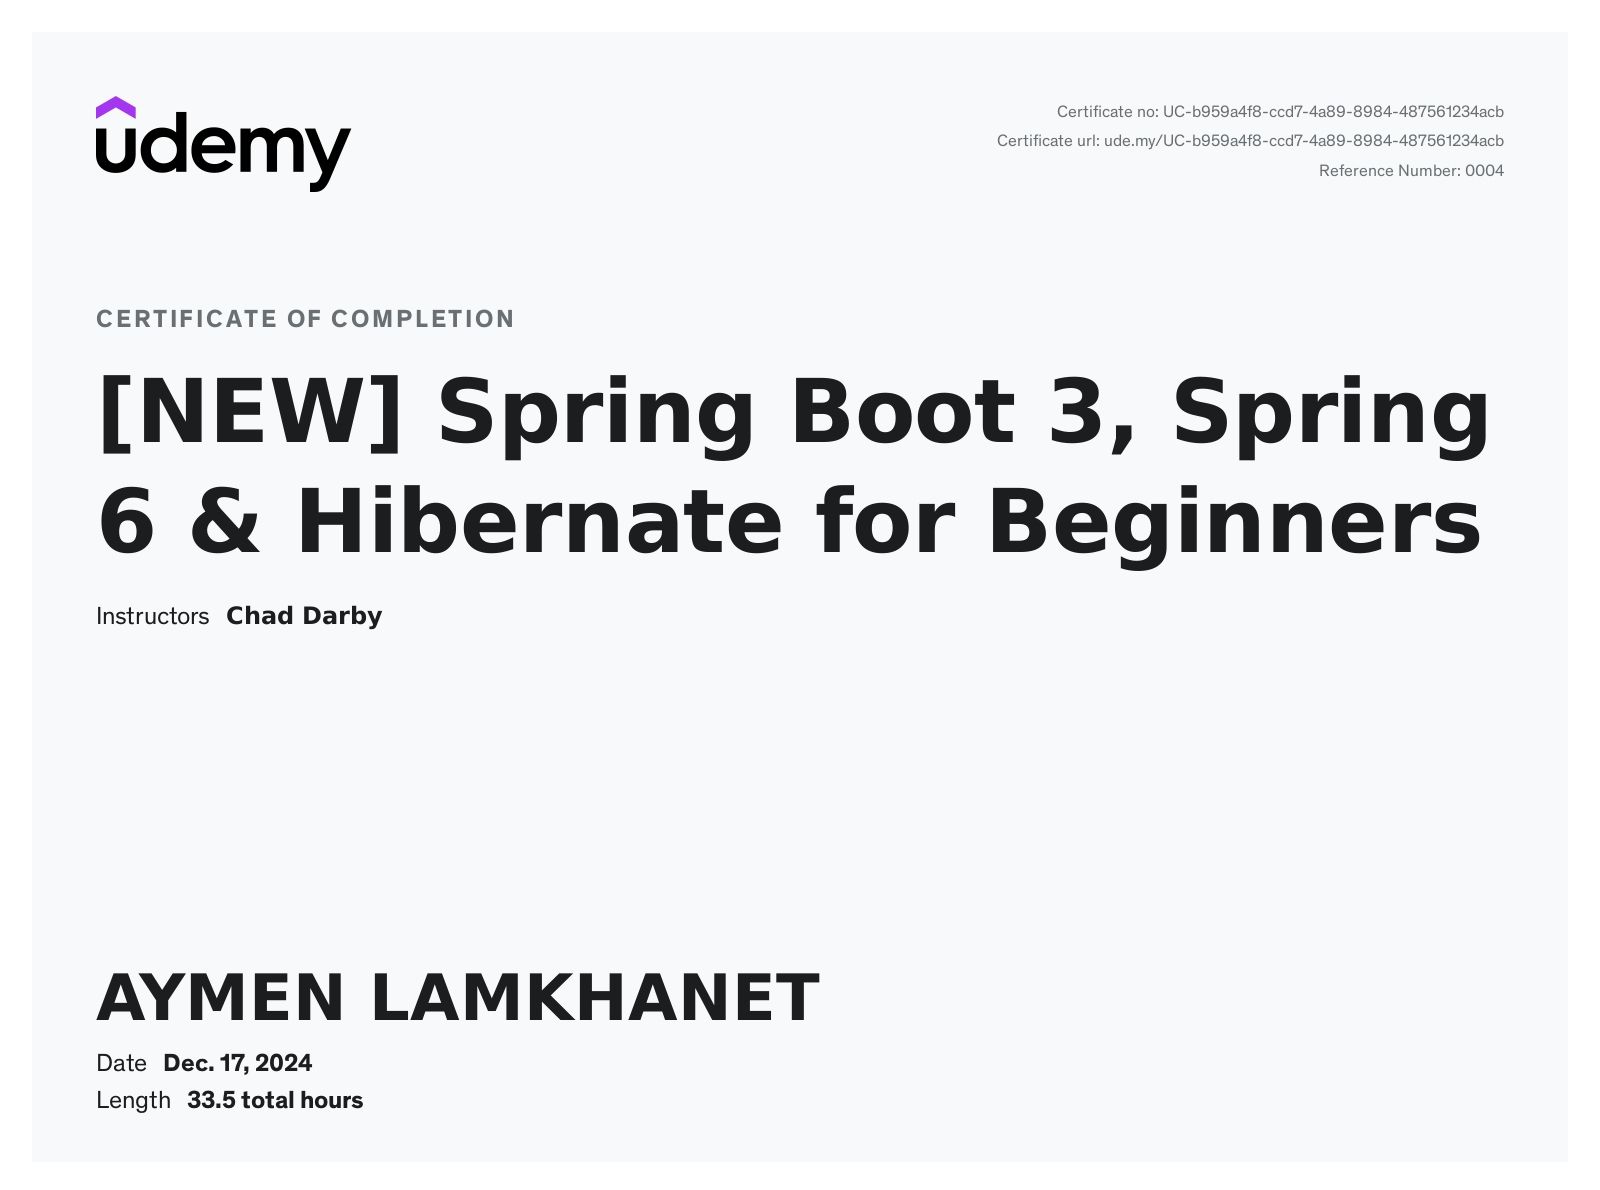 udemy
Certificate no: UC-b959a4f8-ccd7-4a89-8984-487561234acb
Certificate url: ude.my/UC-b959a4f8-ccd7-4a89-8984-487561234acb
Reference Number: 0004
CERTIFICATE OF COMPLETION
[NEW] Spring Boot 3, Spring
6 & Hibernate for Beginners
Instructors Chad Darby
AYMEN LAMKHANET
Date Dec. 17, 2024
Length 33.5 total hours